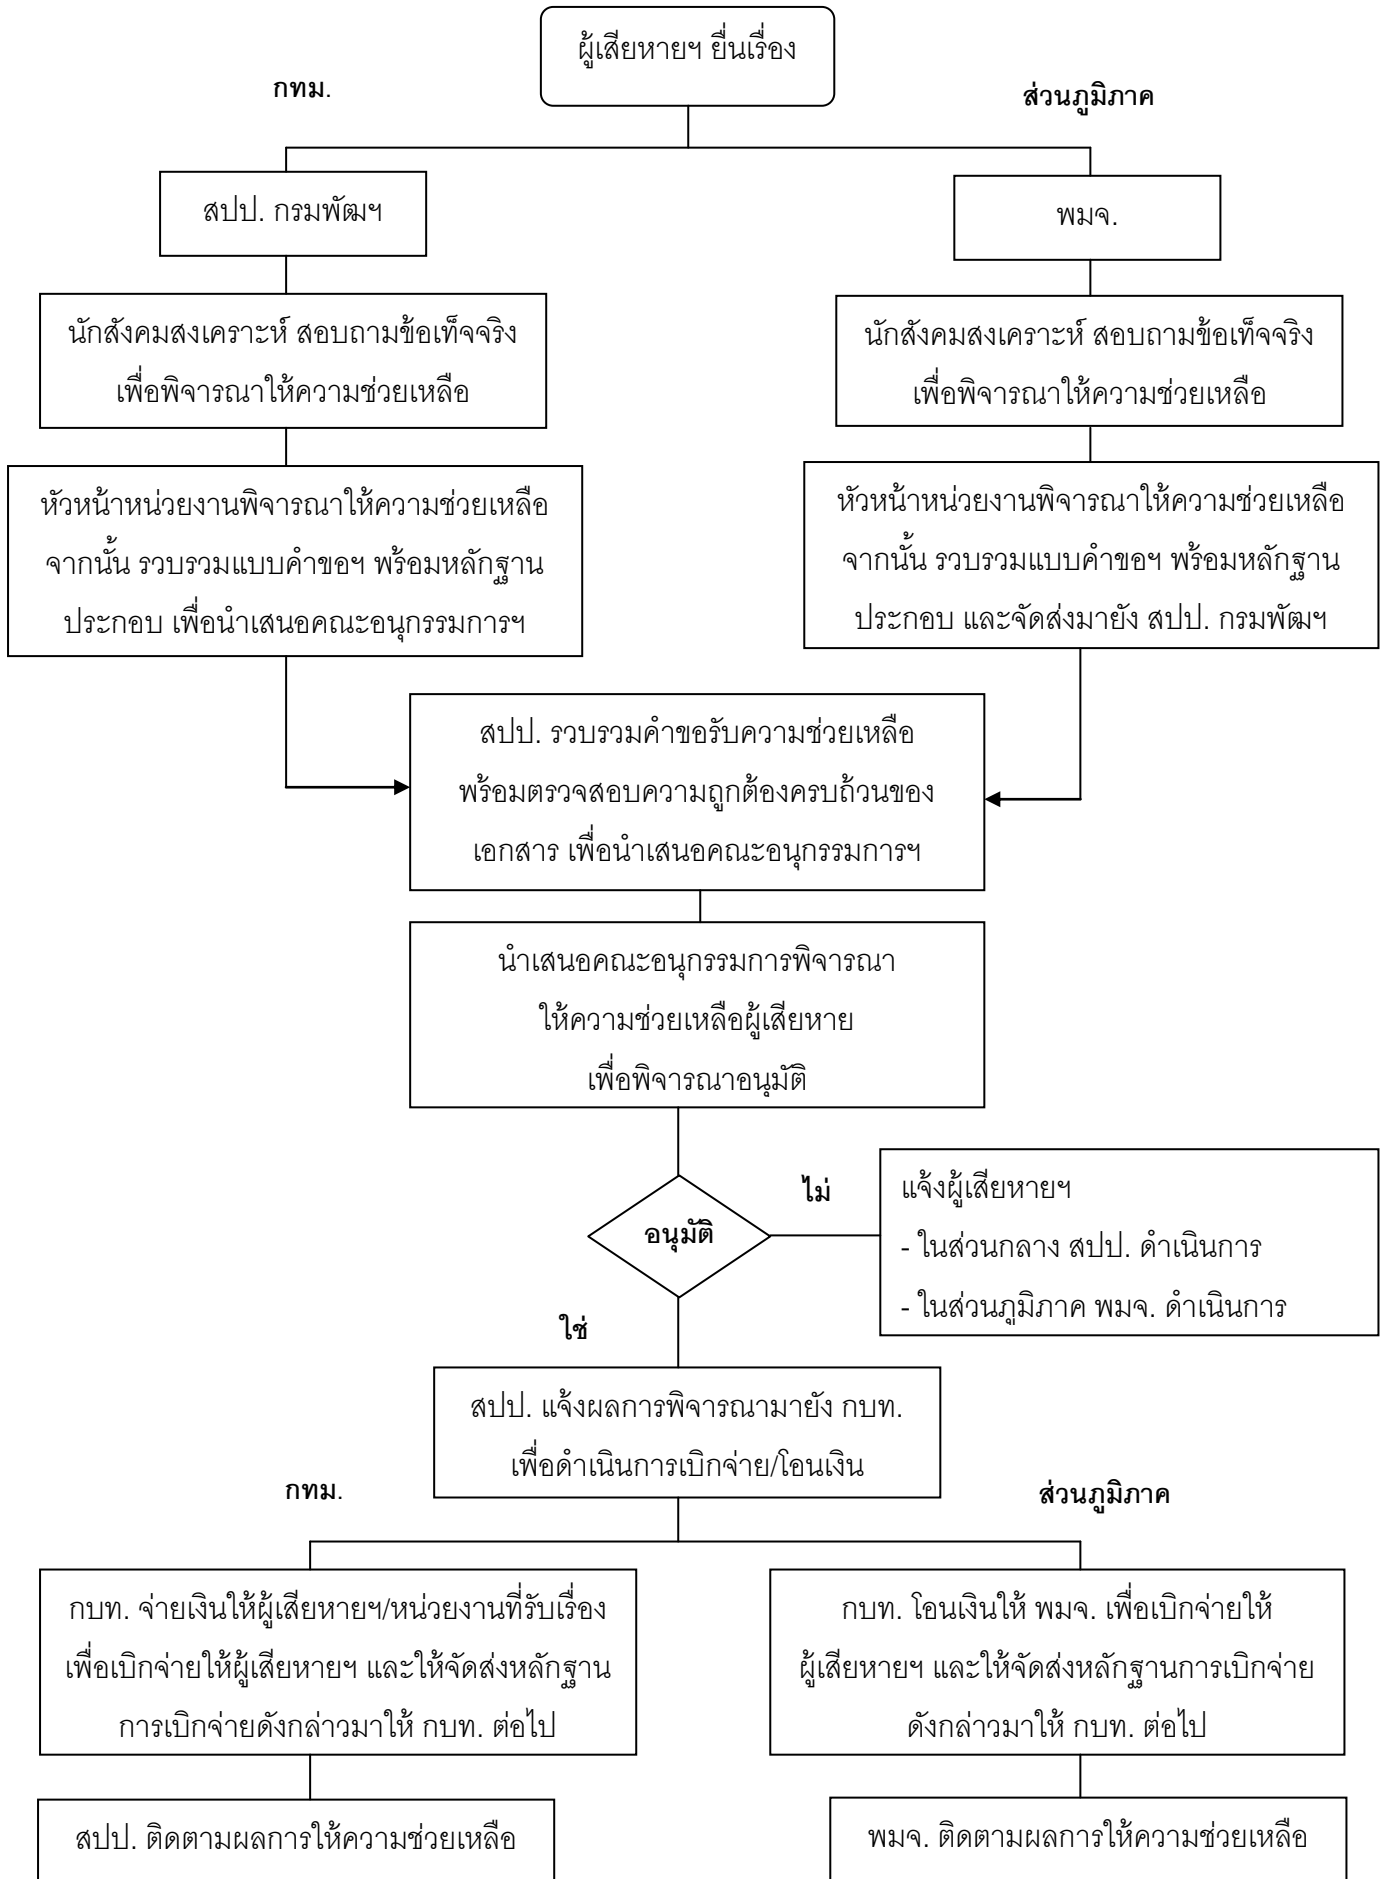 ผู้เสียหายฯ ยื่นเรื่อง
กทม.
ส่วนภูมิภาค
สปป. กรมพัฒฯ
พมจ.
นักสังคมสงเคราะห์ สอบถามข้อเท็จจริง
เพื่อพิจารณาให้ความช่วยเหลือ
นักสังคมสงเคราะห์ สอบถามข้อเท็จจริง
เพื่อพิจารณาให้ความช่วยเหลือ
หัวหน้าหน่วยงานพิจารณาให้ความช่วยเหลือ
จากนั้น รวบรวมแบบคำขอฯ พร้อมหลักฐาน
ประกอบ เพื่อนำเสนอคณะอนุกรรมการฯ
หัวหน้าหน่วยงานพิจารณาให้ความช่วยเหลือ
จากนั้น รวบรวมแบบคำขอฯ พร้อมหลักฐาน
ประกอบ และจัดส่งมายัง สปป. กรมพัฒฯ
สปป. รวบรวมคำขอรับความช่วยเหลือ
พร้อมตรวจสอบความถูกต้องครบถ้วนของ
เอกสาร เพื่อนำเสนอคณะอนุกรรมการฯ
นำเสนอคณะอนุกรรมการพิจารณา
ให้ความช่วยเหลือผู้เสียหาย
เพื่อพิจารณาอนุมัติ
อนุมัติ
ไม่
แจ้งผู้เสียหายฯ
- ในส่วนกลาง สปป. ดำเนินการ
- ในส่วนภูมิภาค พมจ. ดำเนินการ
ใช่
สปป. แจ้งผลการพิจารณามายัง กบท.
เพื่อดำเนินการเบิกจ่าย/โอนเงิน
กทม.
ส่วนภูมิภาค
กบท. จ่ายเงินให้ผู้เสียหายฯ/หน่วยงานที่รับเรื่อง
เพื่อเบิกจ่ายให้ผู้เสียหายฯ และให้จัดส่งหลักฐาน
การเบิกจ่ายดังกล่าวมาให้ กบท. ต่อไป
กบท. โอนเงินให้ พมจ. เพื่อเบิกจ่ายให้
ผู้เสียหายฯ และให้จัดส่งหลักฐานการเบิกจ่าย
ดังกล่าวมาให้ กบท. ต่อไป
สปป. ติดตามผลการให้ความช่วยเหลือ
พมจ. ติดตามผลการให้ความช่วยเหลือ